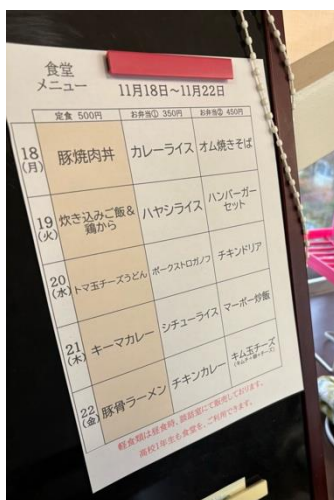 食堂
メニュー
11月18日～11月22日
定食 500円 お弁当① 350円 お弁当② 450円
18(月) 豚焼肉丼 カレーライス オム焼きそば
19(火) 炊き込みご飯&鶏から ハヤシライス ハンバーガーセット
20(水) トマ玉チーズうどん ポークストロガノフ チキンドリア
21(木) キーマカレー シチューライス マーボー炒飯
22(金) 豚骨ラーメン チキンカレー キム玉チーズ
軽食類は昼食時、調理室にて販売しております。
高校1年生も食堂を、ご利用できます。